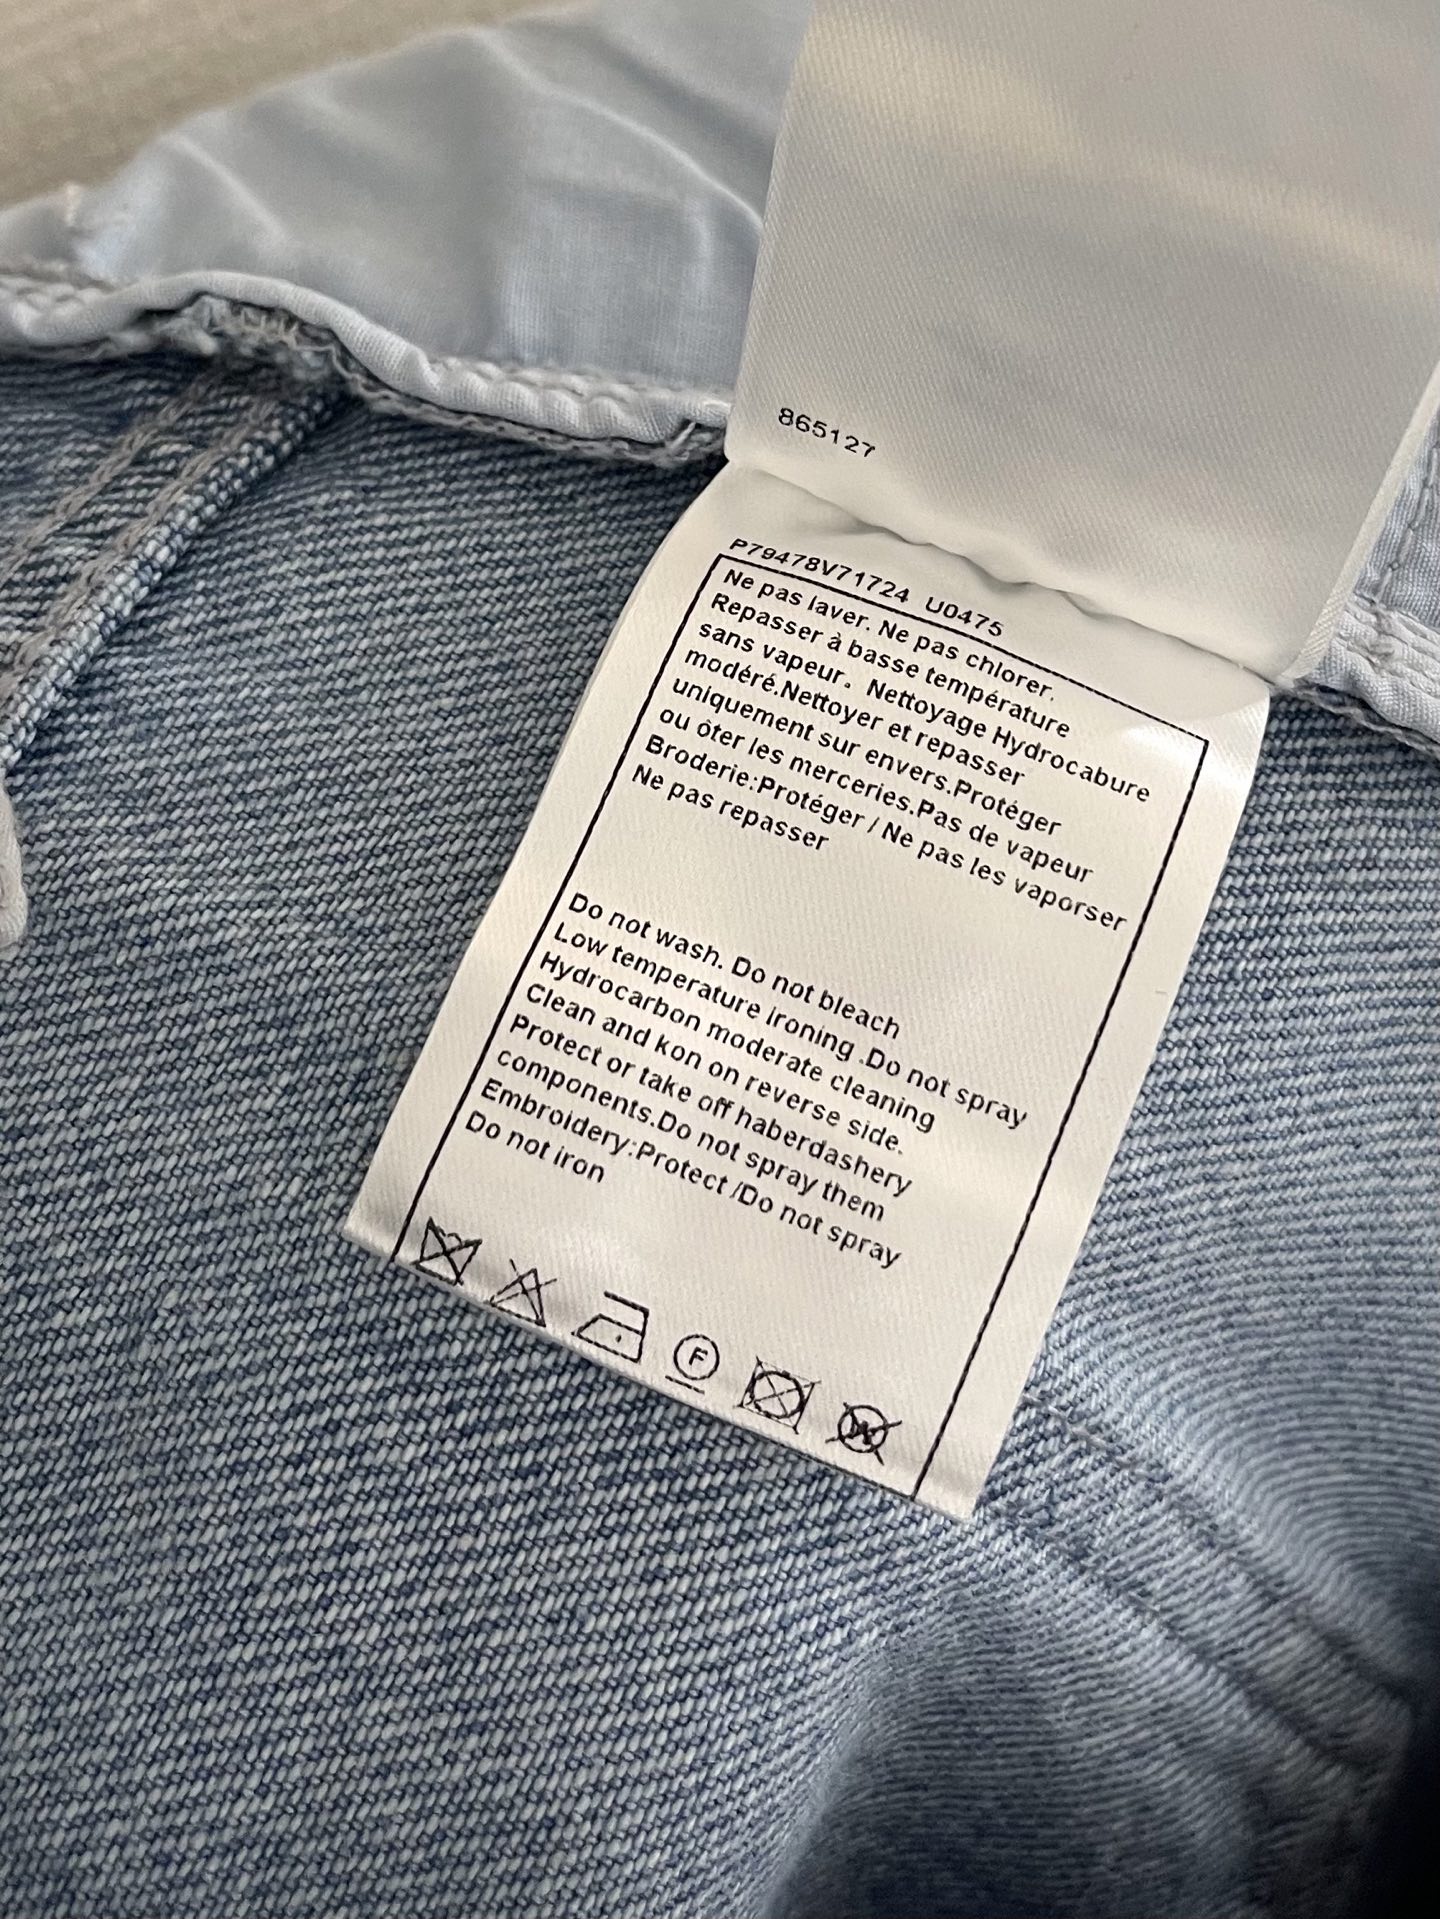 865127
P79478V71724 U0475
Ne pas laver. Ne pas chlorer.
Repasser à basse température
sans vapeur. Nettoyage Hydrocabure
modéré.Nettoyer et repasser
uniquement sur envers.Protéger
ou ôter les merceries.Pas de vapeur
Broderie:Protéger / Ne pas les vaporser
Ne pas repasser
Do not wash. Do not bleach
Low temperature ironing .Do not spray
Hydrocarbon moderate cleaning
Clean and kon on reverse side.
Protect or take off haberdashery
components.Do not spray them
Embroidery:Protect /Do not spray
Do not iron
F
W